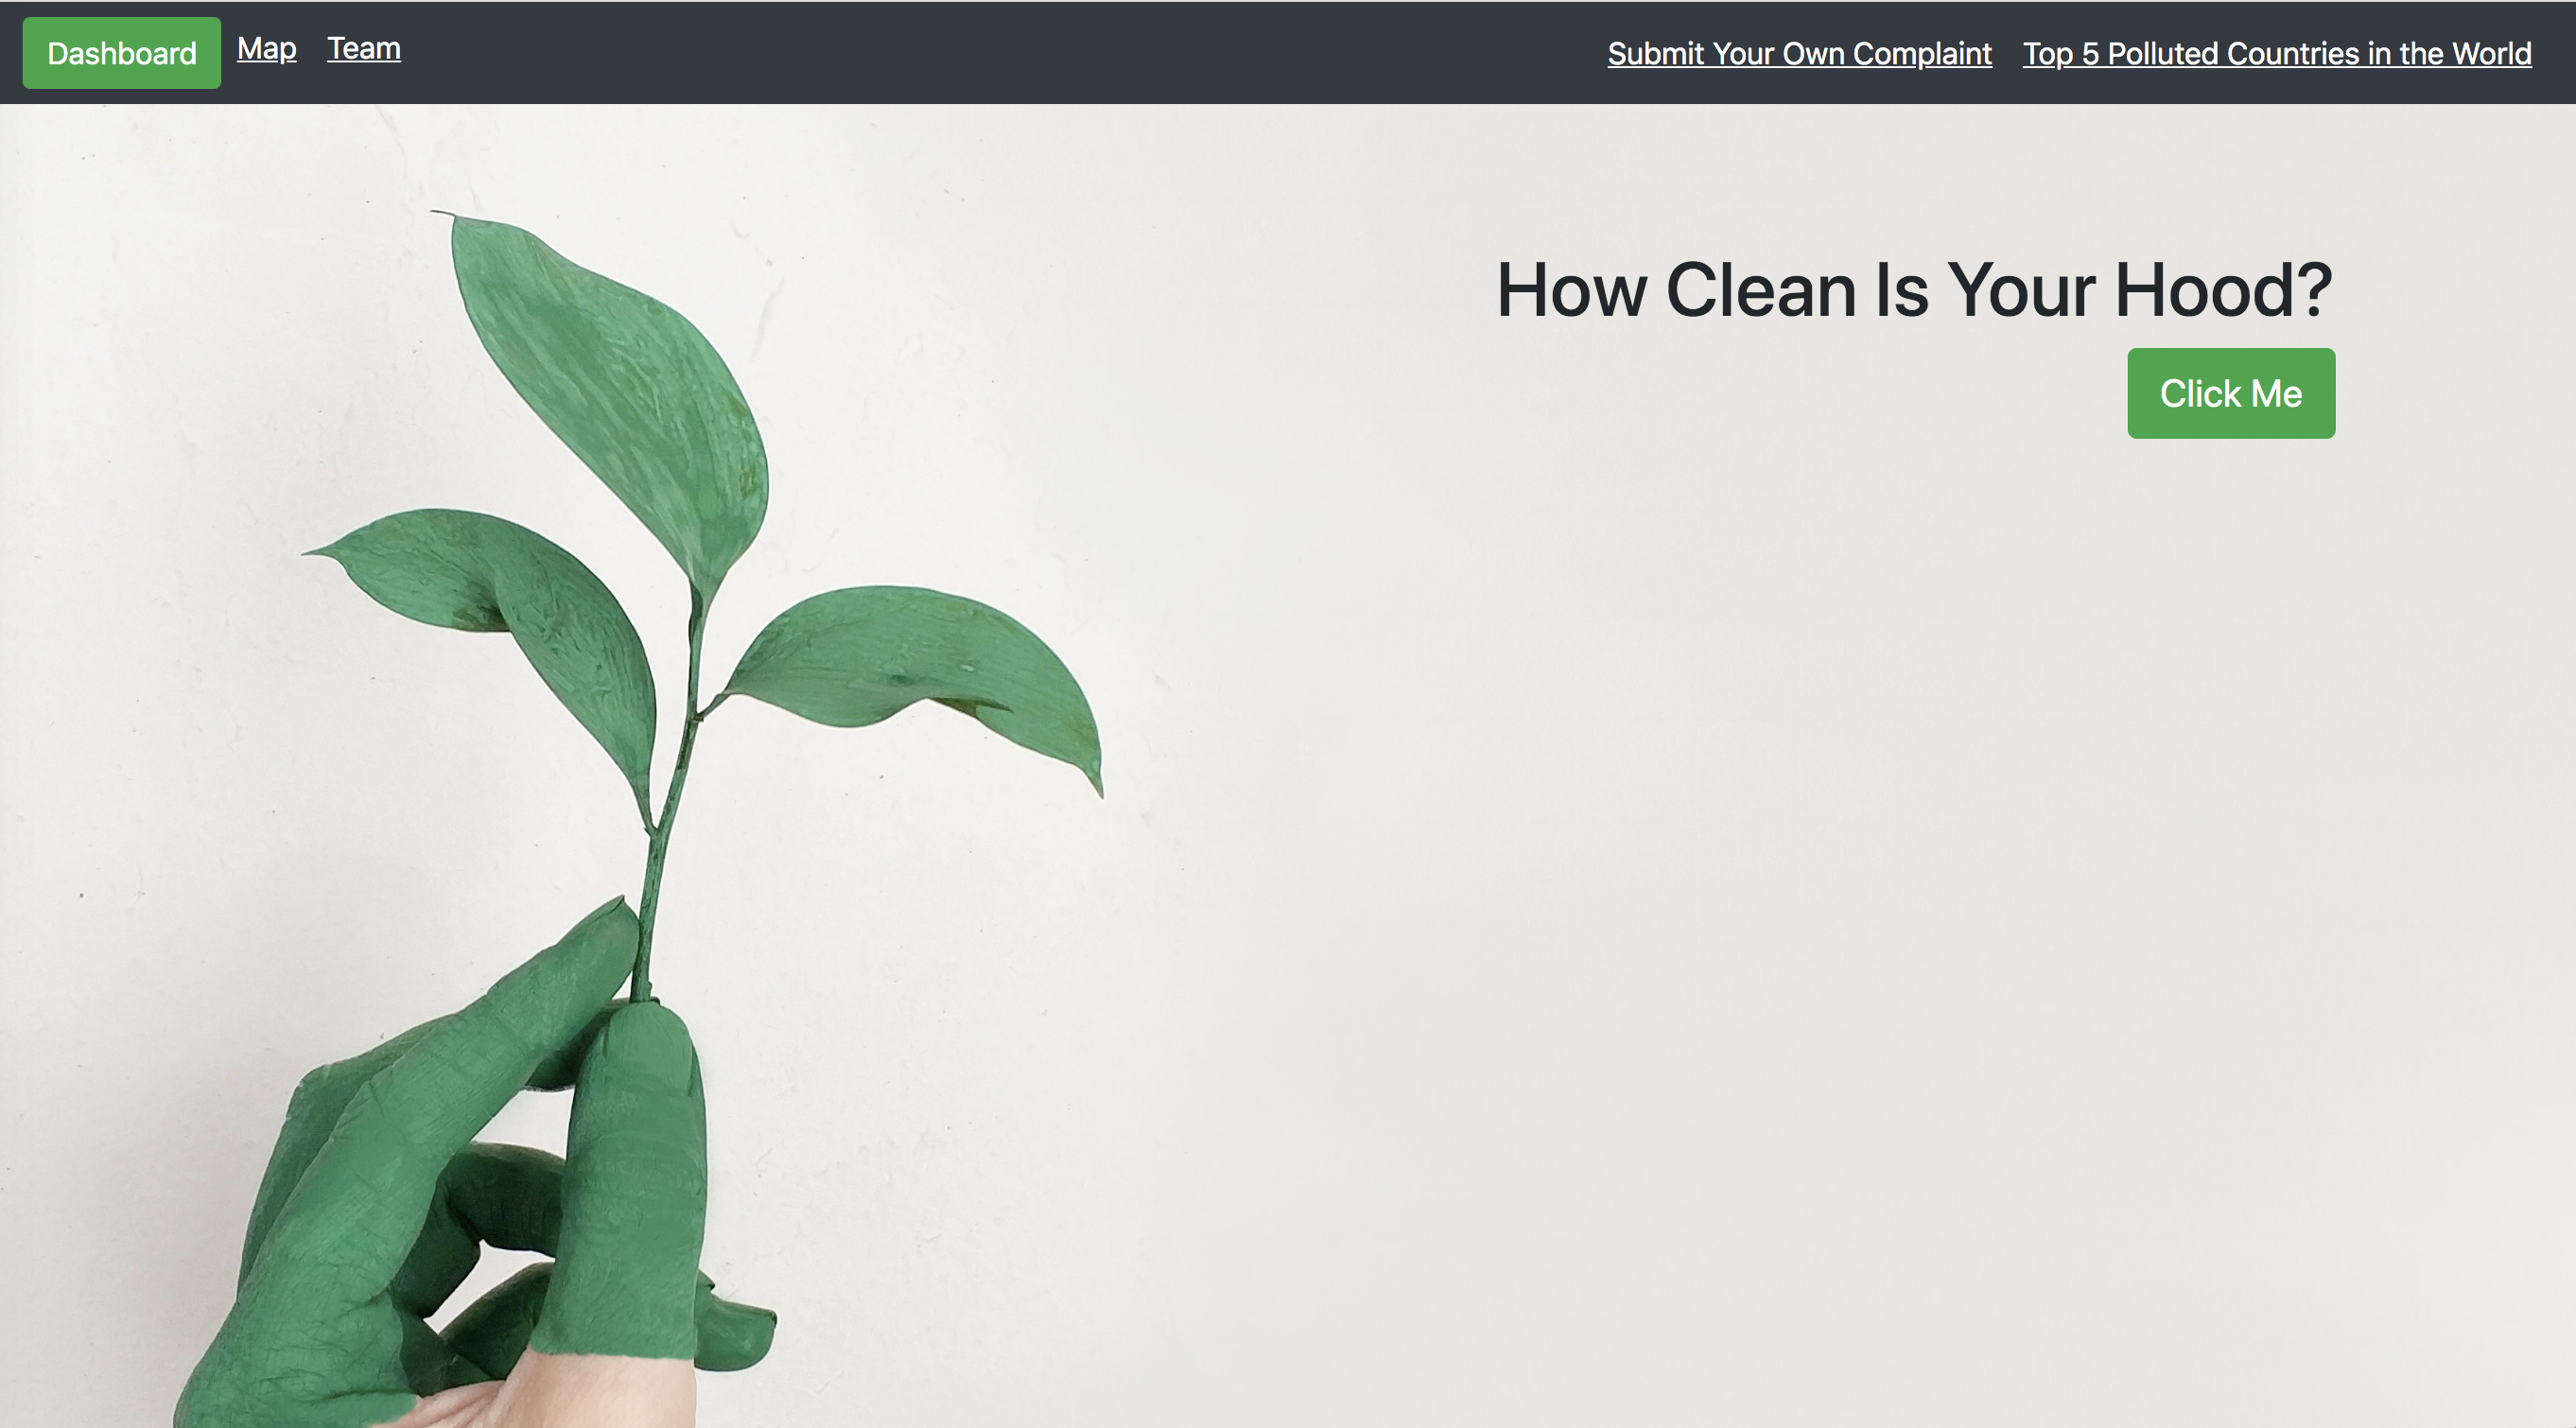 Dashboard Map Team Submit Your Own Complaint Top 5 Polluted Countries in the World
How Clean Is Your Hood?
Click Me